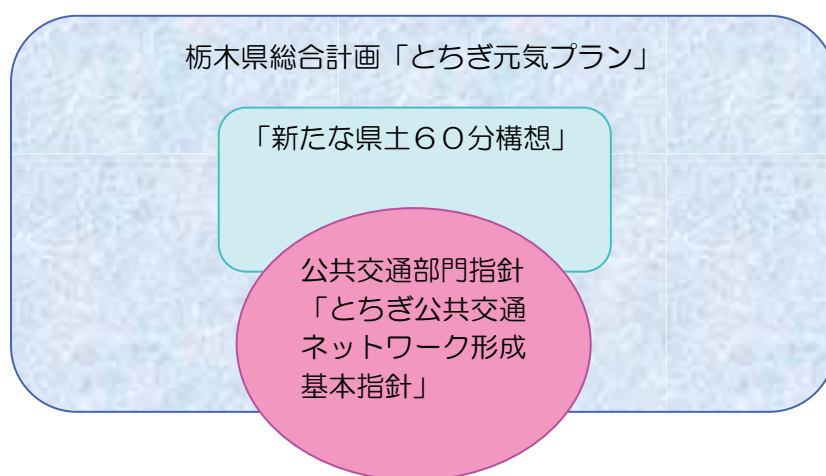 栃木県総合計画「とちぎ元気プラン」
「新たな県土６０分構想」
公共交通部門指針
「とちぎ公共交通
ネットワーク形成
基本指針」